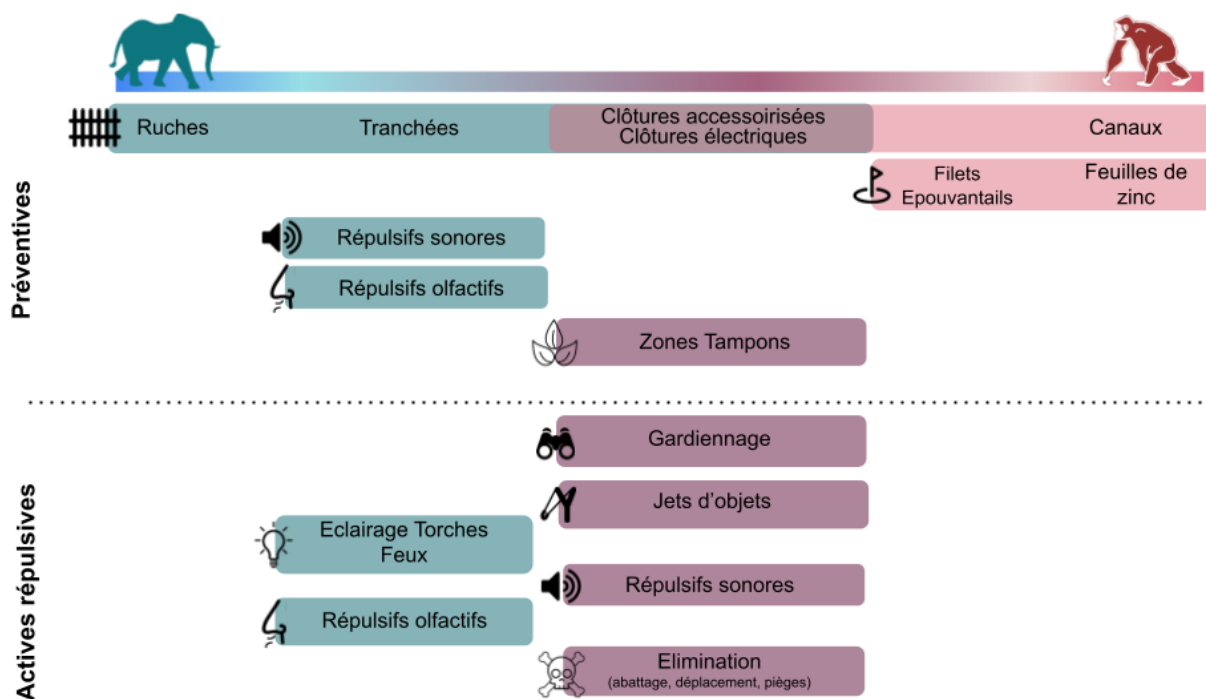 Préventives
Ruches
Tranchées
Clôtures accessoirisées
Clôtures électriques
Canaux
Filets
Epouvantails
Feuilles de
zinc
Répulsifs sonores
Répulsifs olfactifs
Zones Tampons
Actives répulsives
Gardiennage
Jets d'objets
Eclairage Torches
Feux
Répulsifs sonores
Répulsifs olfactifs
Elimination
(abattage, déplacement, pièges)